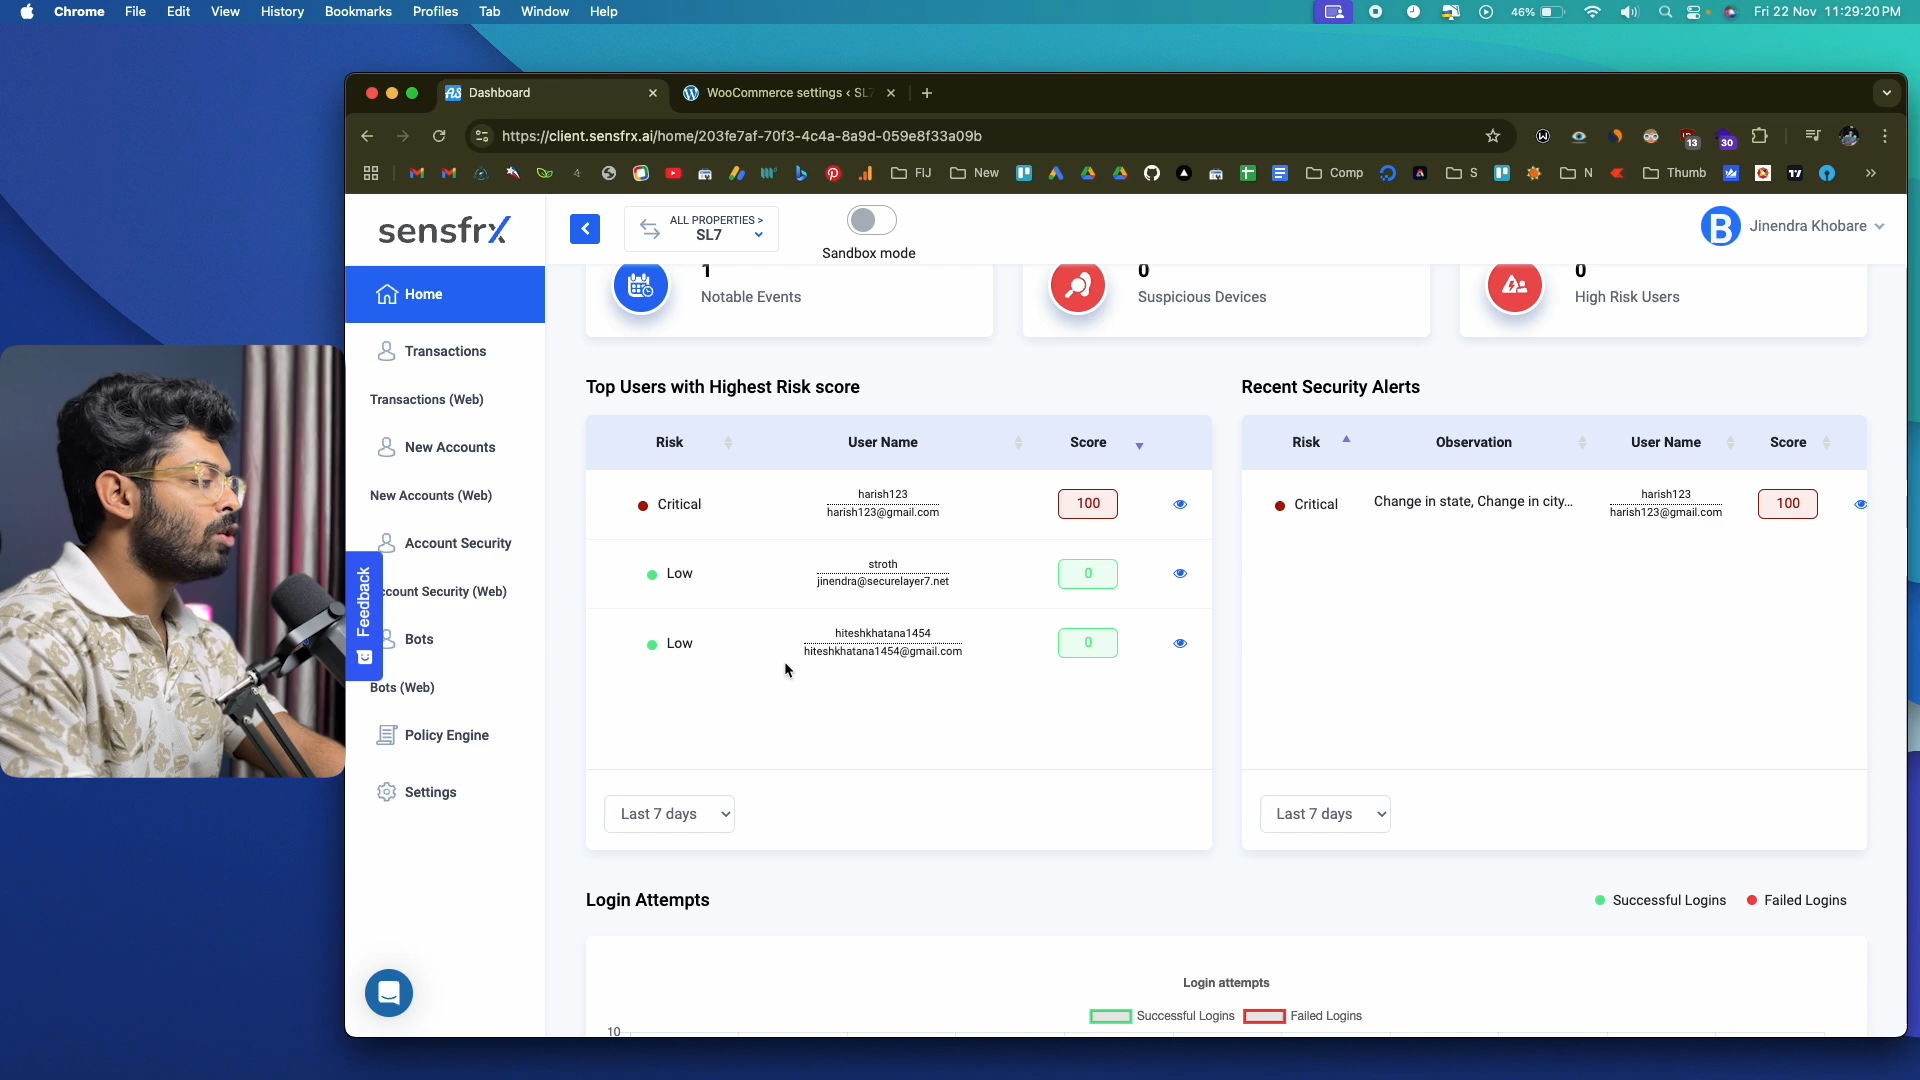 Chrome File Edit View History Bookmarks Profiles Tab Window Help
46% Fri 22 Nov 11:29:20 PM
Dashboard
WooCommerce settings ‹ SL7
https://client.sensfrx.ai/home/203fe7af-70f3-4c4a-8a9d-059e8f33a09b
13 30
FIJ New Comp S N Thumb
sensfrx
ALL PROPERTIES >
SL7
Sandbox mode
Jinendra Khobare
Home
Transactions
Transactions (Web)
New Accounts
New Accounts (Web)
Account Security
ccount Security (Web)
Bots
Bots (Web)
Policy Engine
Settings
Feedback
1
Notable Events
0
Suspicious Devices
0
High Risk Users
Top Users with Highest Risk score
Risk User Name Score
Critical harish123 100
harish123@gmail.com
Low stroth 0
jinendra@securelayer7.net
Low hiteshkhatana1454 0
hiteshkhatana1454@gmail.com
Last 7 days
Recent Security Alerts
Risk Observation User Name Score
Critical Change in state, Change in city... harish123 100
harish123@gmail.com
Last 7 days
Login Attempts
Successful Logins Failed Logins
Login attempts
Successful Logins Failed Logins
10